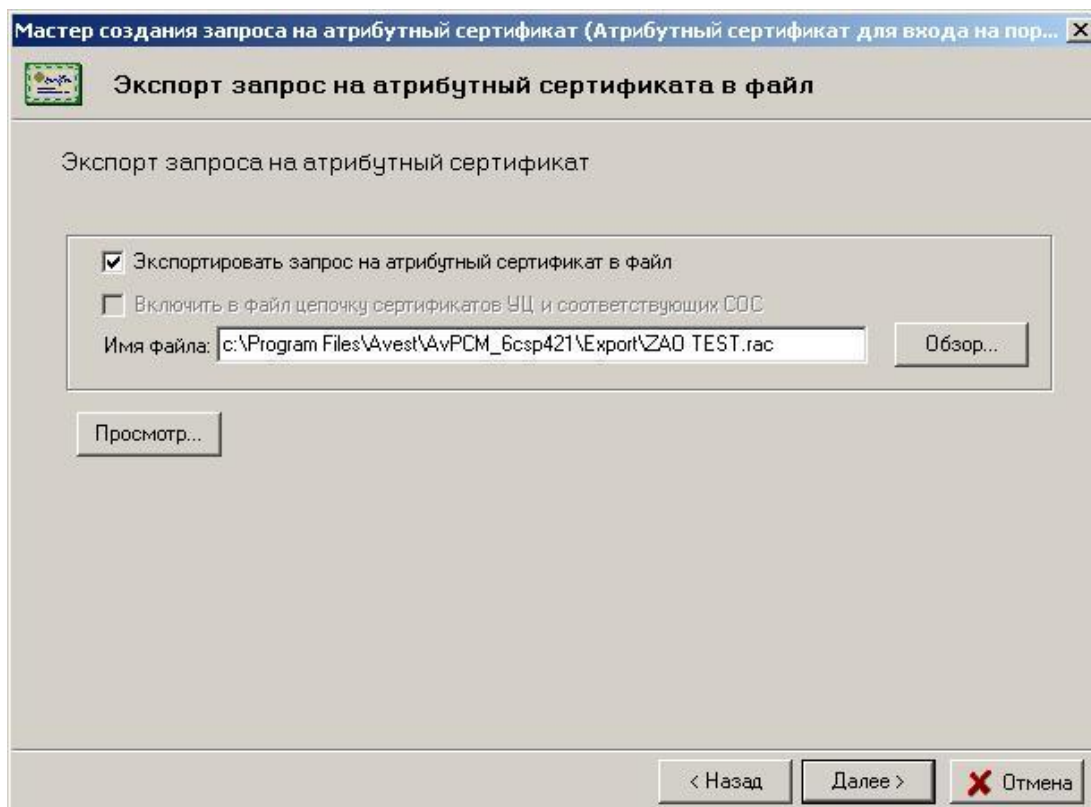 Мастер создания запроса на атрибутный сертификат (Атрибутный сертификат для входа на пор...
Экспорт запрос на атрибутный сертификата в файл
Экспорт запроса на атрибутный сертификат
Экспортировать запрос на атрибутный сертификат в файл
Включить в файл цепочку сертификатов УЦ и соответствующих СОС
Имя файла: c:\Program Files\Avest\AvPCM_6csp421\Export\ZAO TEST.rac Обзор...
Просмотр...
< Назад Далее > Отмена